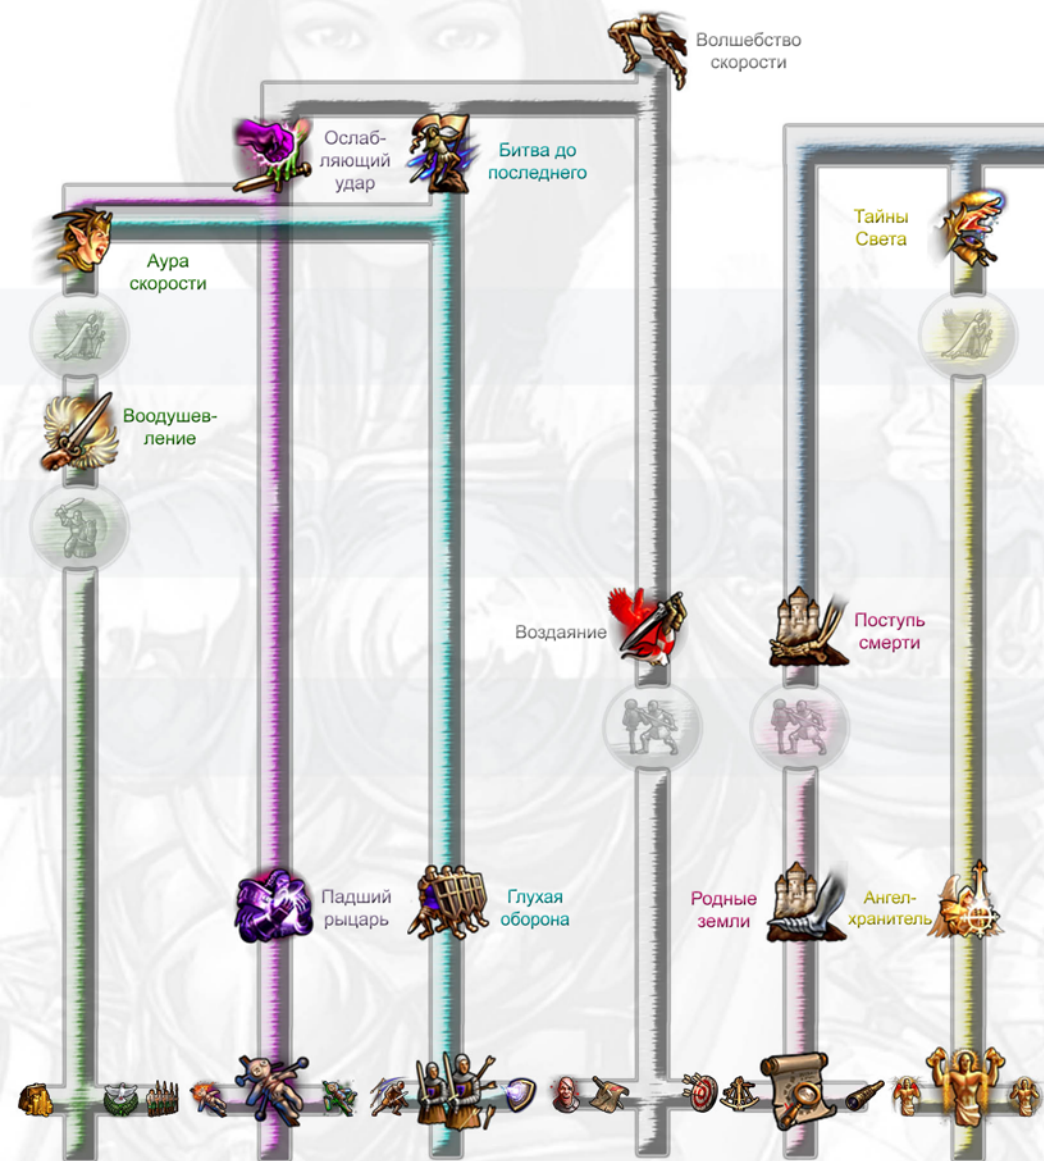 Волшебство
скорости
Ослаб-
ляющий
удар
Битва до
последнего
Тайны
Света
Аура
скорости
Воодушев-
ление
Воздаяние
Поступь
смерти
Падший
рыцарь
Глухая
оборона
Родные
земли
Ангел-
хранитель